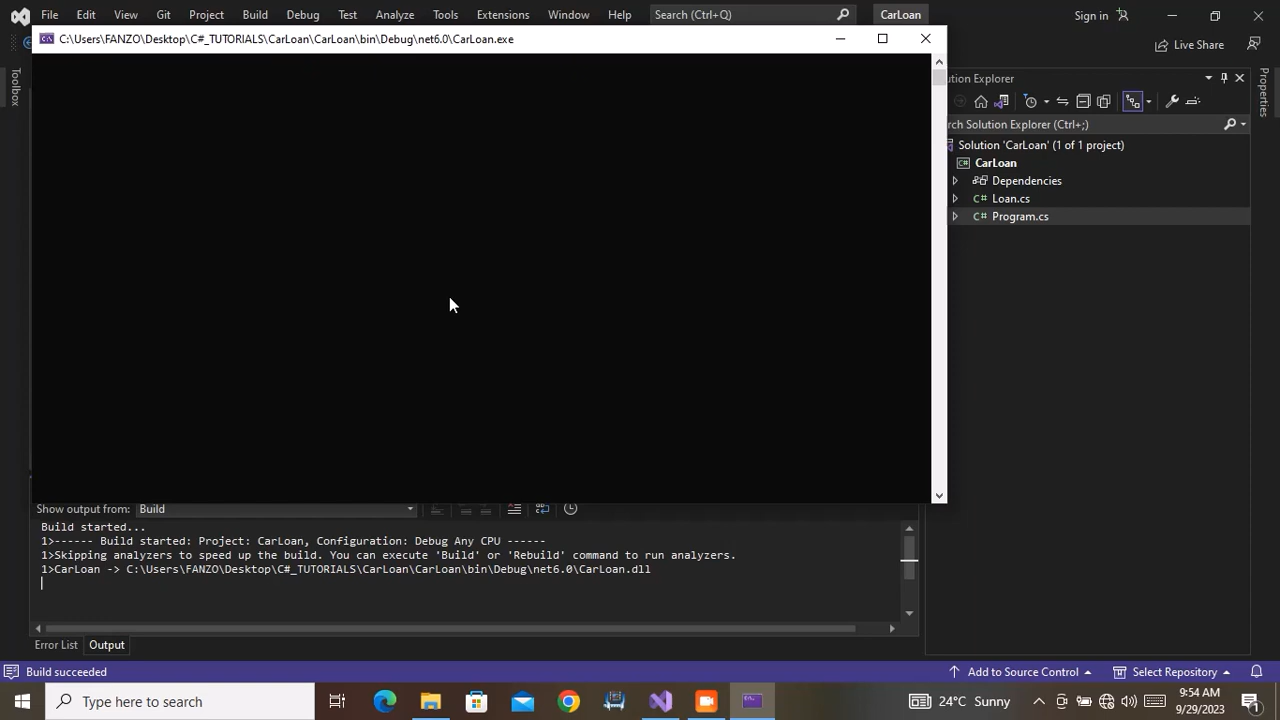 File Edit View Git Project Build Debug Test Analyze Tools Extensions Window Help Search (Ctrl+Q) CarLoan Sign in
C:\Users\FANZO\Desktop\C#_TUTORIALS\CarLoan\CarLoan\bin\Debug\net6.0\CarLoan.exe
Live Share
Toolbox
ution Explorer
Properties
rch Solution Explorer (Ctrl+;)
Solution 'CarLoan' (1 of 1 project)
C# CarLoan
Dependencies
C# Loan.cs
C# Program.cs
Show output from: Build
Build started...
1>------ Build started: Project: CarLoan, Configuration: Debug Any CPU ------
1>Skipping analyzers to speed up the build. You can execute 'Build' or 'Rebuild' command to run analyzers.
1>CarLoan -> C:\Users\FANZO\Desktop\C#_TUTORIALS\CarLoan\CarLoan\bin\Debug\net6.0\CarLoan.dll
Error List Output
Build succeeded Add to Source Control Select Repository
Type here to search 24°C Sunny 9:51 AM
9/29/2023 1